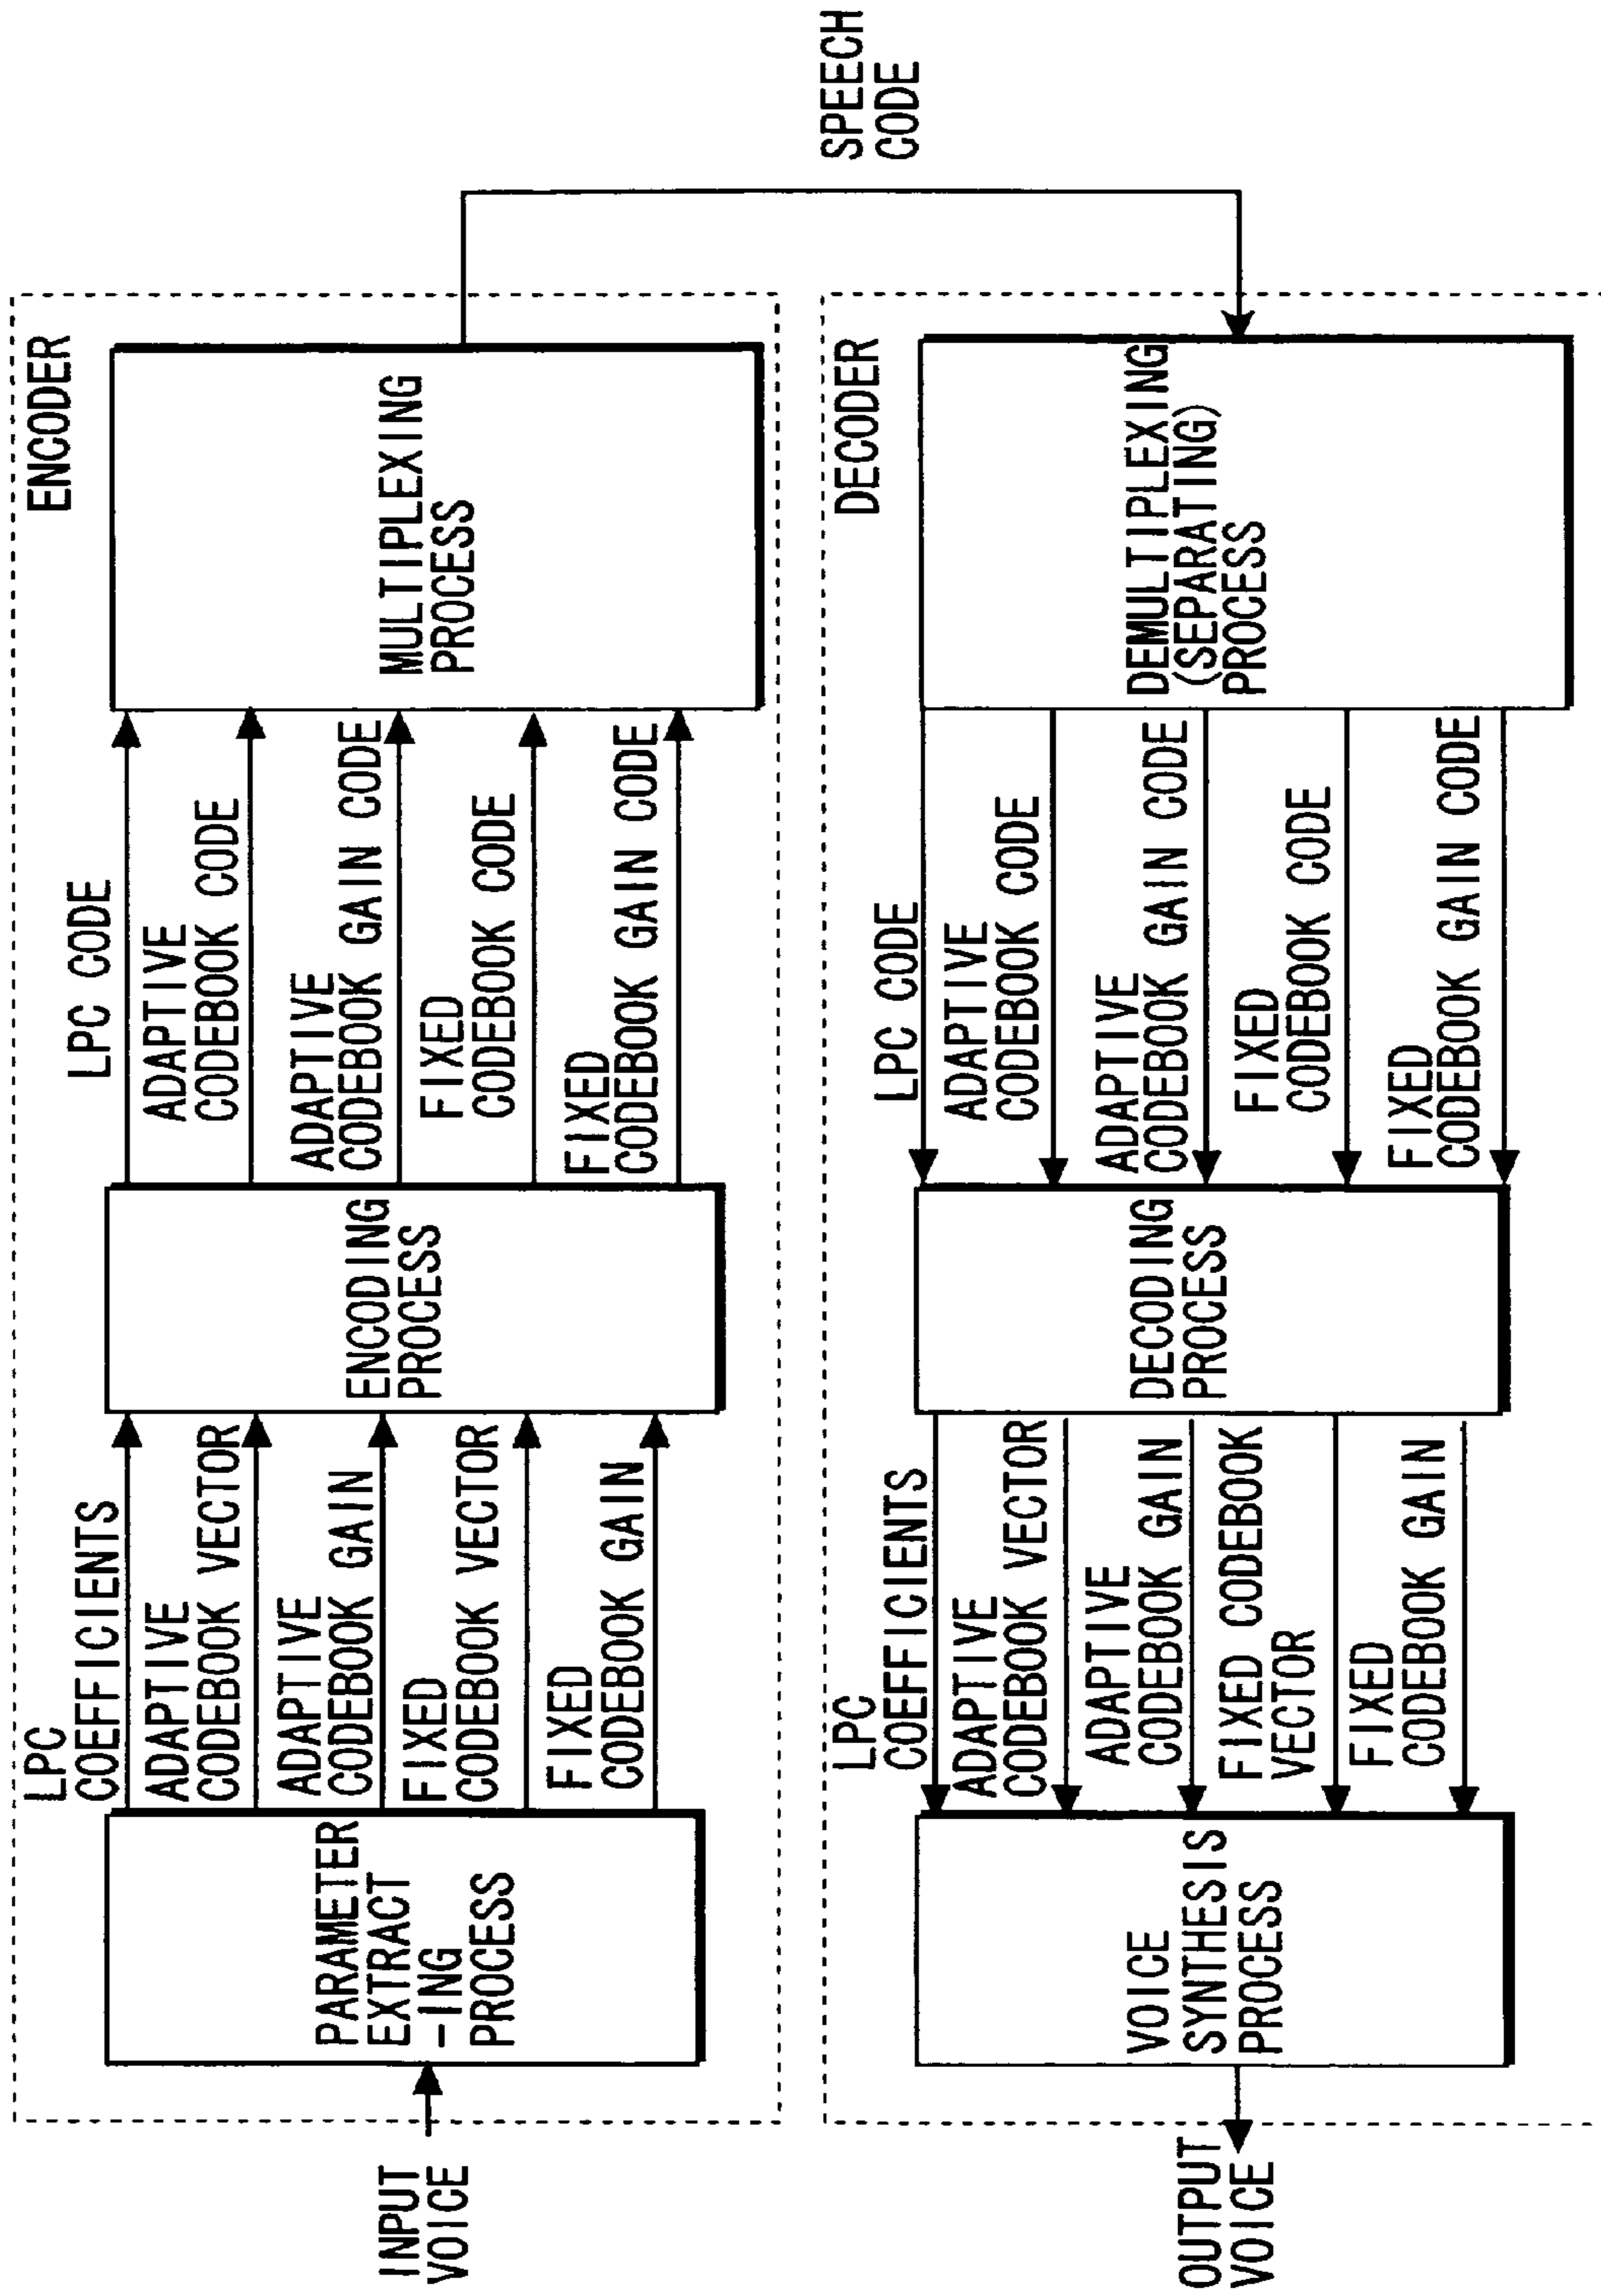 ENCODER
INPUT
VOICE
PARAMETER
EXTRACT
-ING
PROCESS
LPC
COEFFICIENTS
ADAPTIVE
CODEBOOK VECTOR
ADAPTIVE
CODEBOOK GAIN
FIXED
CODEBOOK VECTOR
FIXED
CODEBOOK GAIN
ENCODING
PROCESS
LPC CODE
ADAPTIVE
CODEBOOK CODE
ADAPTIVE
CODEBOOK GAIN CODE
FIXED
CODEBOOK CODE
FIXED
CODEBOOK GAIN CODE
MULTIPLEXING
PROCESS
SPEECH
CODE
DECODER
OUTPUT
VOICE
VOICE
SYNTHESIS
PROCESS
LPC
COEFFICIENTS
ADAPTIVE
CODEBOOK VECTOR
ADAPTIVE
CODEBOOK GAIN
FIXED CODEBOOK
VECTOR
FIXED
CODEBOOK GAIN
DECODING
PROCESS
LPC CODE
ADAPTIVE
CODEBOOK CODE
ADAPTIVE
CODEBOOK GAIN CODE
FIXED
CODEBOOK CODE
FIXED
CODEBOOK GAIN CODE
DEMULTIPLEXING
(SEPARATING)
PROCESS